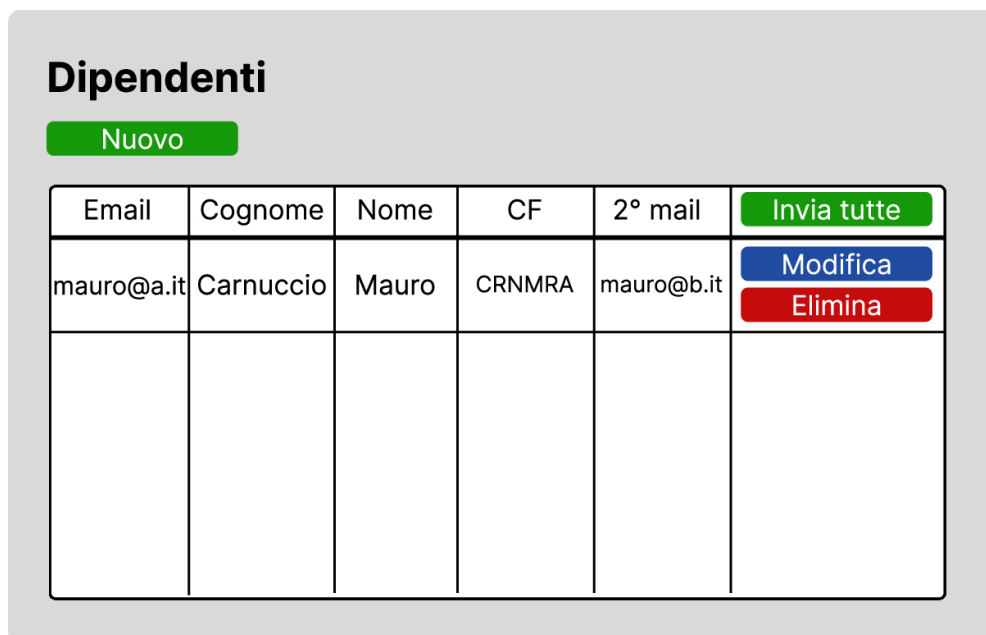 Dipendenti
Nuovo
Email Cognome Nome CF 2° mail Invia tutte
mauro@a.it Carnuccio Mauro CRNMRA mauro@b.it Modifica
Elimina